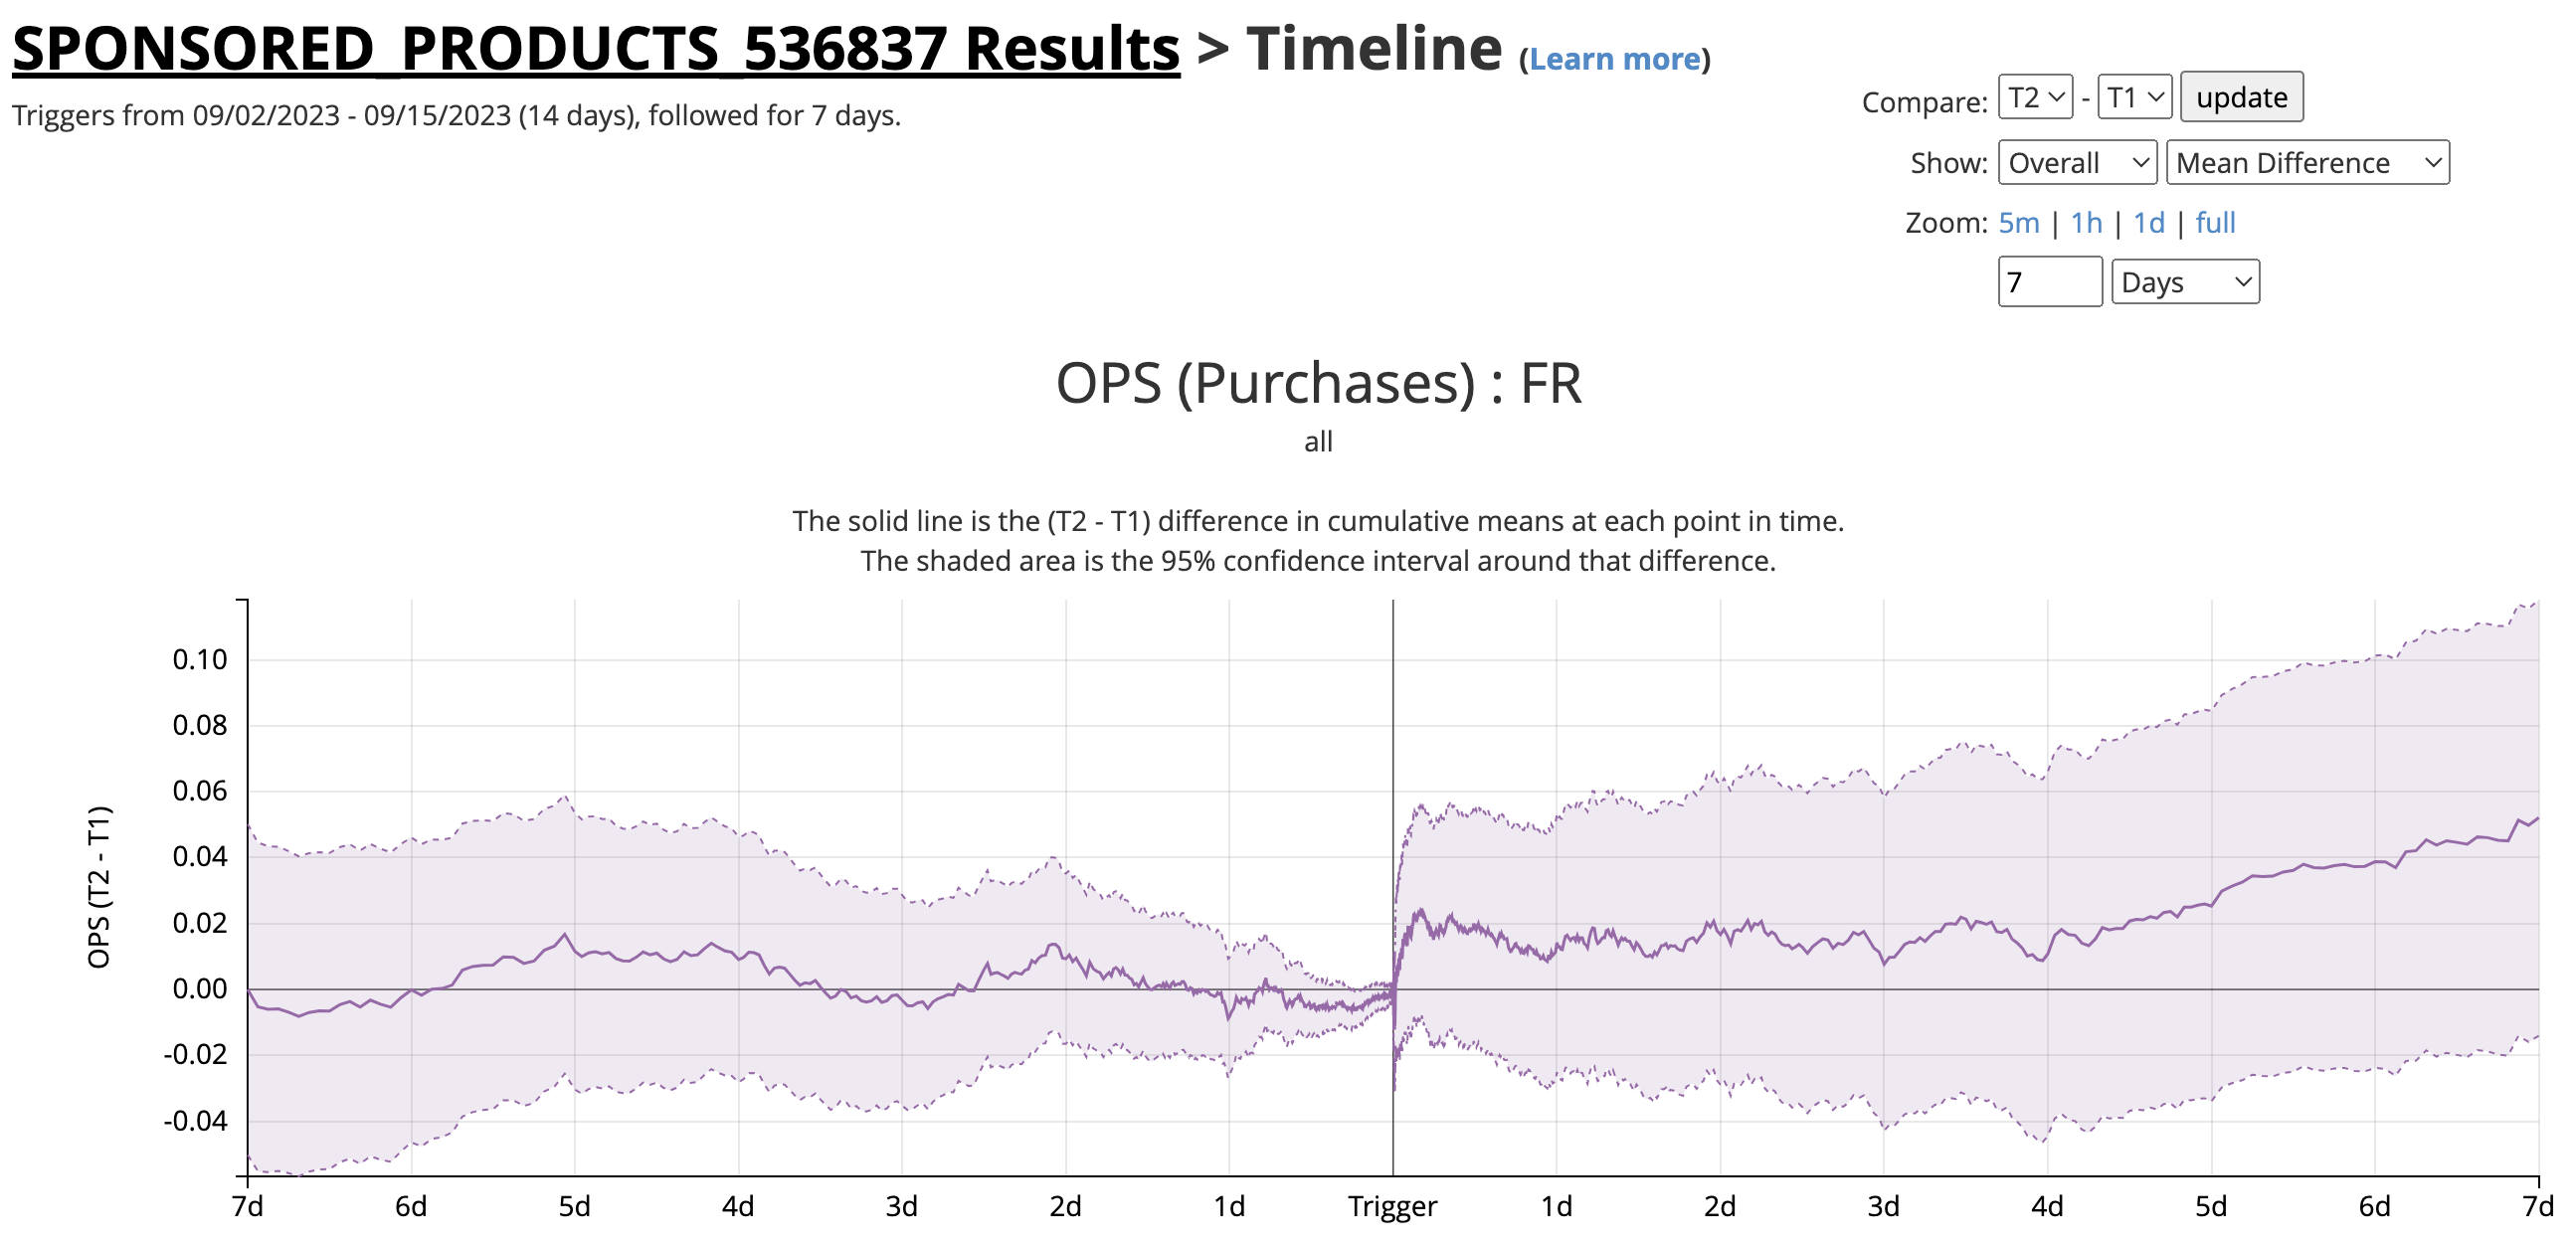 SPONSORED_PRODUCTS_536837 Results > Timeline (Learn more)
Triggers from 09/02/2023 - 09/15/2023 (14 days), followed for 7 days.
Compare: T2 - T1 update
Show: Overall Mean Difference
Zoom: 5m | 1h | 1d | full
7 Days
OPS (Purchases) : FR
all
The solid line is the (T2 - T1) difference in cumulative means at each point in time.
The shaded area is the 95% confidence interval around that difference.
OPS (T2 - T1)
0.10
0.08
0.06
0.04
0.02
0.00
-0.02
-0.04
7d 6d 5d 4d 3d 2d 1d Trigger 1d 2d 3d 4d 5d 6d 7d